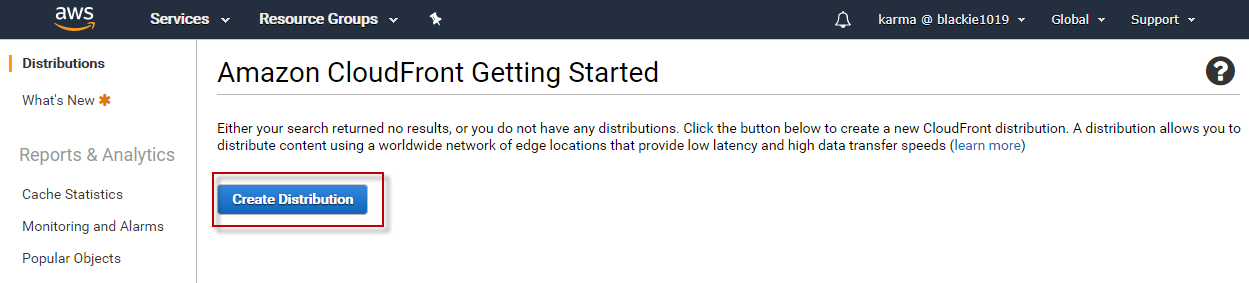 aws Services Resource Groups karma @ blackie1019 Global Support
Distributions
What's New
Reports & Analytics
Cache Statistics
Monitoring and Alarms
Popular Objects
Amazon CloudFront Getting Started
?
Either your search returned no results, or you do not have any distributions. Click the button below to create a new CloudFront distribution. A distribution allows you to
distribute content using a worldwide network of edge locations that provide low latency and high data transfer speeds (learn more)
Create Distribution